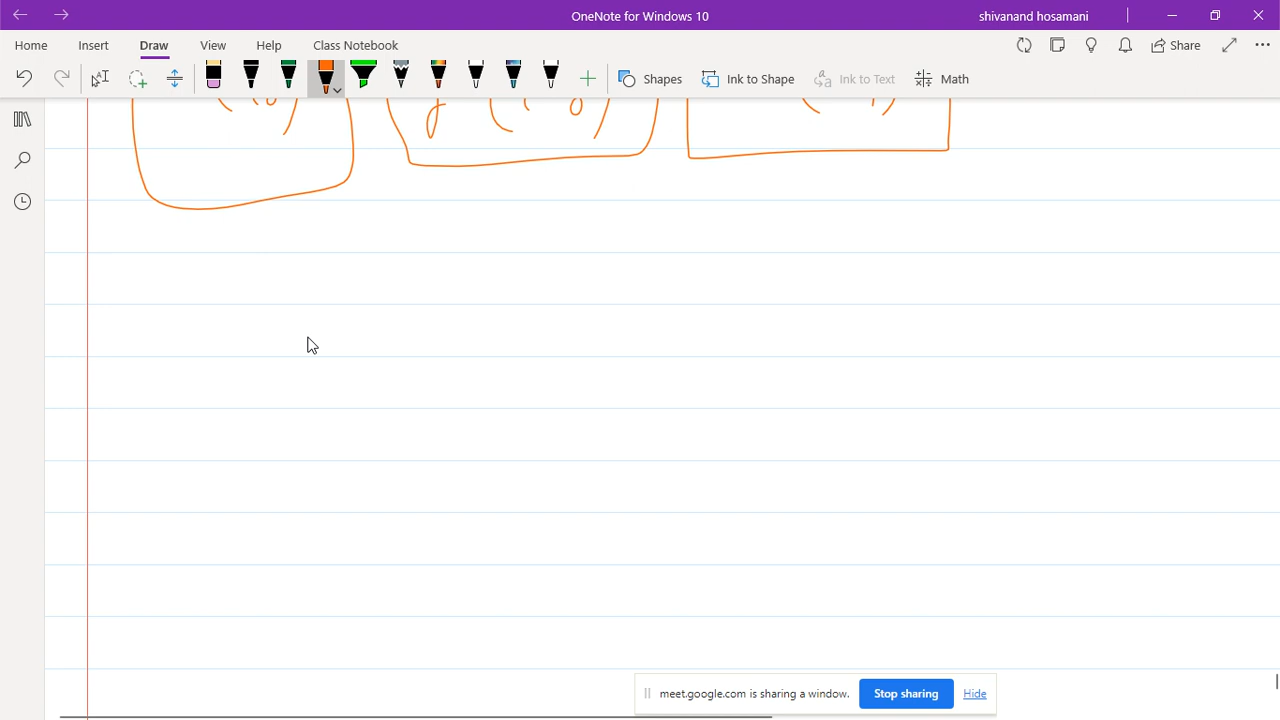 OneNote for Windows 10
shivanand hosamani
Home Insert Draw View Help Class Notebook
Share
Shapes Ink to Shape Ink to Text Math
meet.google.com is sharing a window. Stop sharing Hide